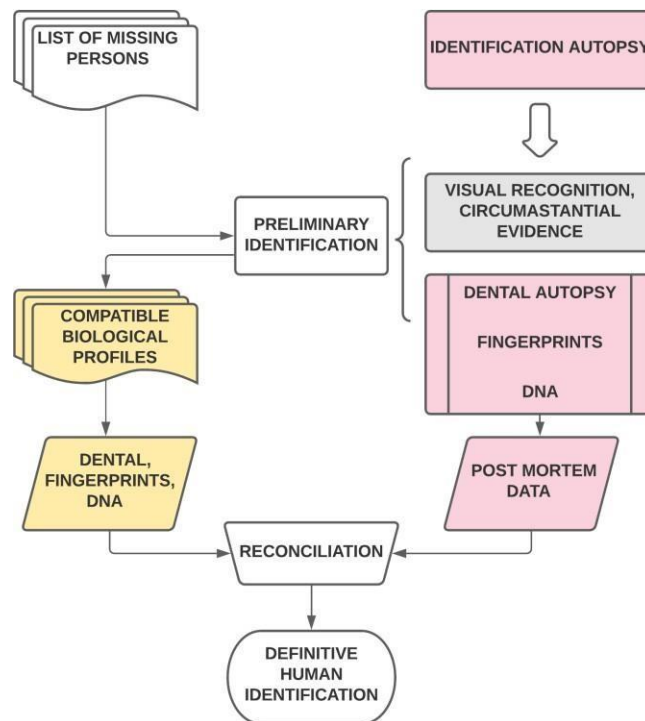 LIST OF MISSING
PERSONS
IDENTIFICATION AUTOPSY
VISUAL RECOGNITION,
CIRCUMASTANTIAL
EVIDENCE
PRELIMINARY
IDENTIFICATION
DENTAL AUTOPSY
FINGERPRINTS
DNA
COMPATIBLE
BIOLOGICAL
PROFILES
DENTAL,
FINGERPRINTS,
DNA
POST MORTEM
DATA
RECONCILIATION
DEFINITIVE
HUMAN
IDENTIFICATION